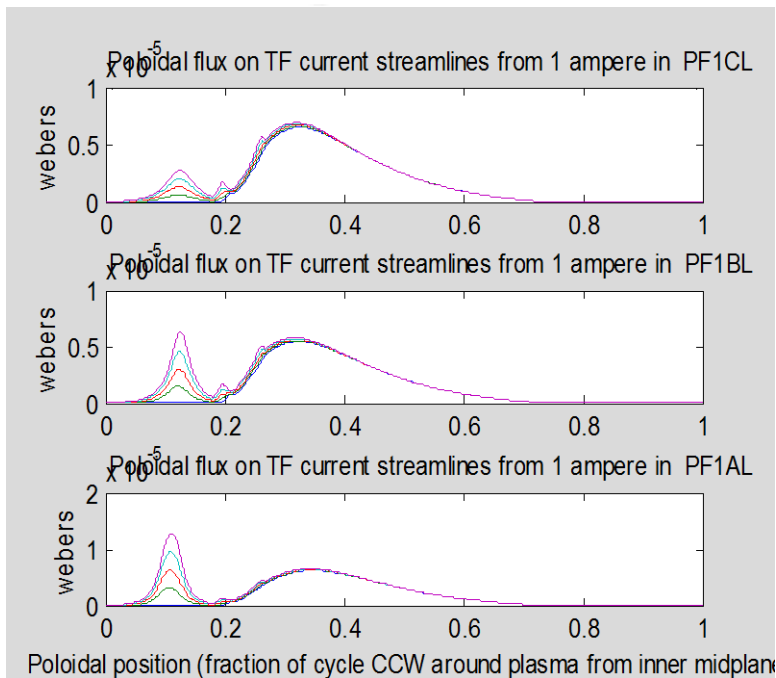 Poloidal flux on TF current streamlines from 1 ampere in PF1CL
x 10^-5
1
0.5
0
webers
0 0.2 0.4 0.6 0.8 1
Poloidal flux on TF current streamlines from 1 ampere in PF1BL
x 10^-5
1
0.5
0
webers
0 0.2 0.4 0.6 0.8 1
Poloidal flux on TF current streamlines from 1 ampere in PF1AL
x 10^-5
2
1
0
webers
0 0.2 0.4 0.6 0.8 1
Poloidal position (fraction of cycle CCW around plasma from inner midplane